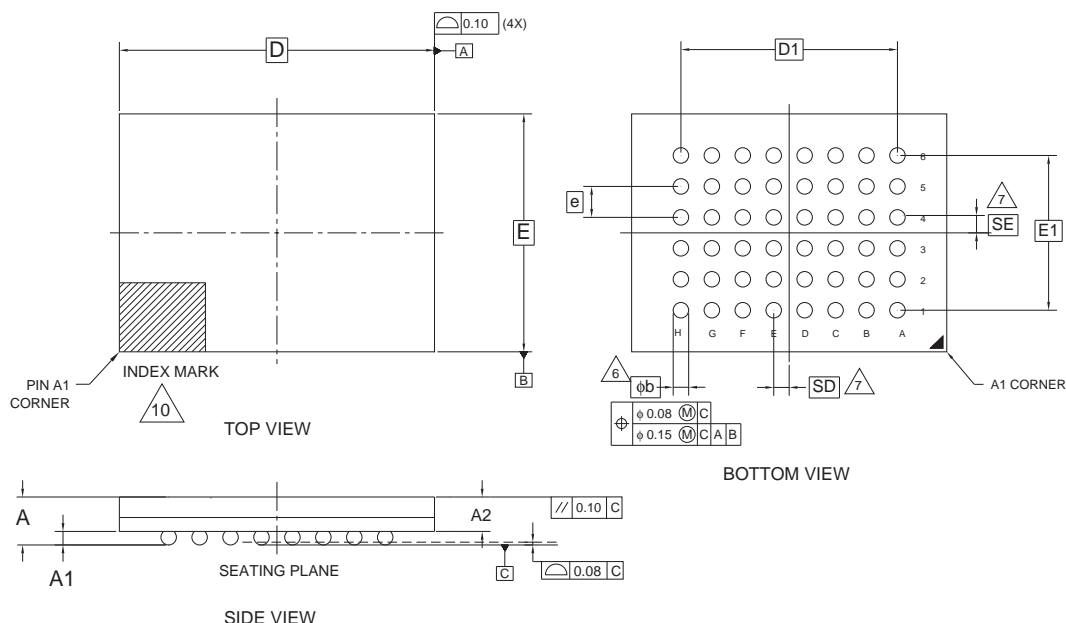 ⌓ 0.10 (4X)
D
A
E
B
PIN A1
CORNER
INDEX MARK
10
TOP VIEW
D1
6
5
4
3
2
1
e
7
SE
E1
H G F E D C B A
6
ϕb
SD
7
A1 CORNER
⌖ ϕ 0.08 Ⓜ C
ϕ 0.15 Ⓜ C A B
BOTTOM VIEW
A
A1
A2
// 0.10 C
SEATING PLANE
C
⌓ 0.08 C
SIDE VIEW